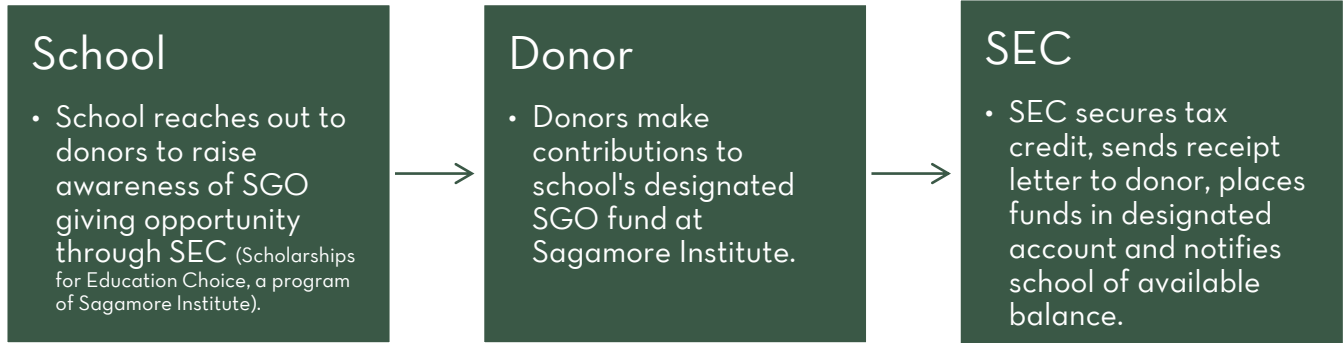 School
• School reaches out to
donors to raise
awareness of SGO
giving opportunity
through SEC (Scholarships
for Education Choice, a program
of Sagamore Institute).
Donor
• Donors make
contributions to
school's designated
SGO fund at
Sagamore Institute.
SEC
• SEC secures tax
credit, sends receipt
letter to donor, places
funds in designated
account and notifies
school of available
balance.